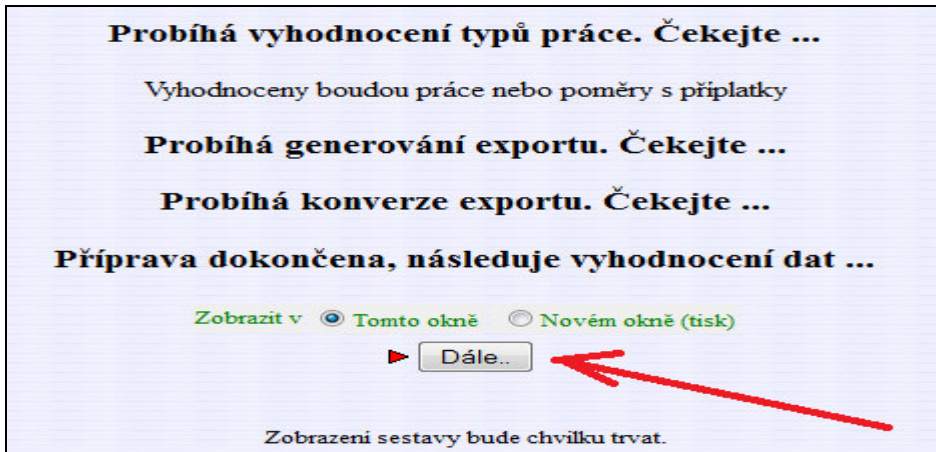 Probíhá vyhodnocení typů práce. Čekejte ...
Vyhodnoceny boudou práce nebo poměry s příplatky
Probíhá generování exportu. Čekejte ...
Probíhá konverze exportu. Čekejte ...
Příprava dokončena, následuje vyhodnocení dat ...
Zobrazit v Tomto okně Novém okně (tisk)
Dále..
Zobrazení sestavy bude chvilku trvat.